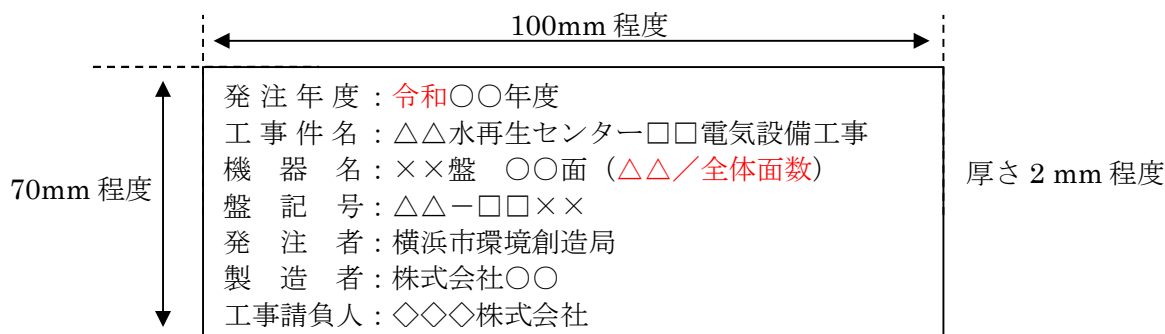 100mm 程度
発 注 年 度：令和○○年度
工 事 件 名：△△水再生センター□□電気設備工事
機　器　名：××盤　○○面（△△／全体面数）
盤　記　号：△△－□□××
発　注　者：横浜市環境創造局
製　造　者：株式会社○○
工事請負人：◇◇◇株式会社
70mm 程度
厚さ 2 mm 程度